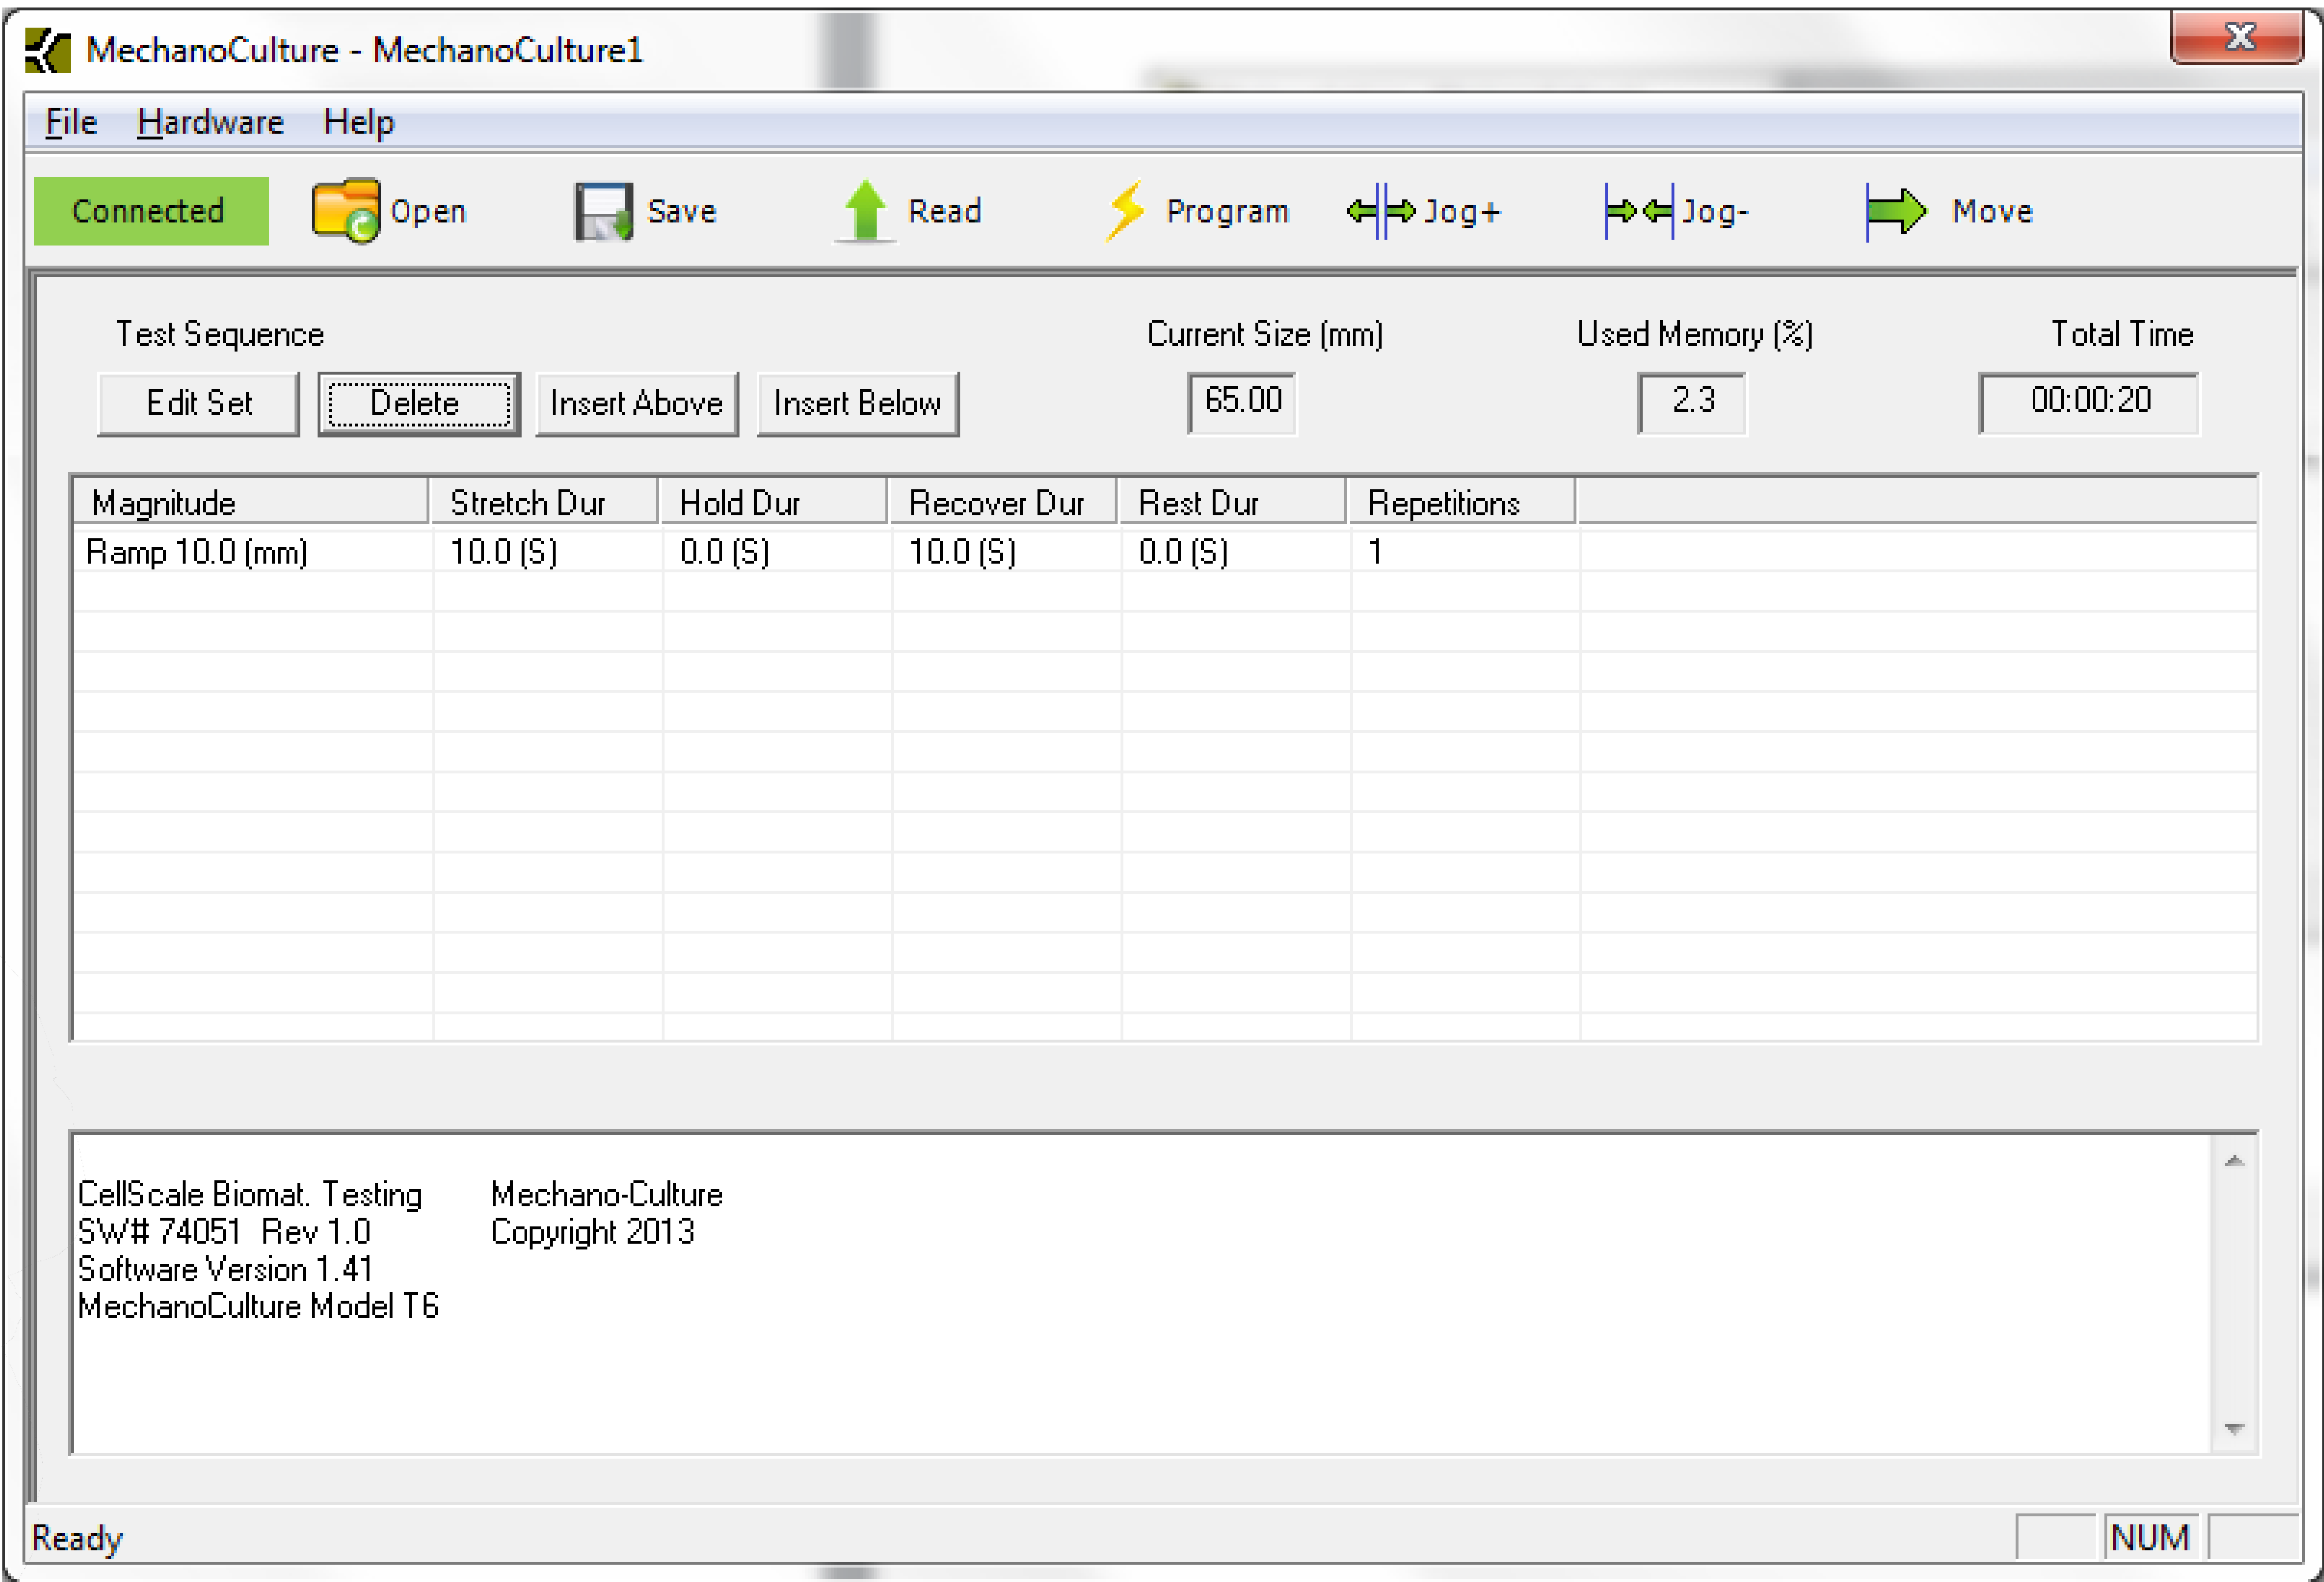 MechanoCulture - MechanoCulture1
File Hardware Help
Connected Open Save Read Program Jog+ Jog- Move
Test Sequence Current Size (mm) Used Memory (%) Total Time
Edit Set Delete Insert Above Insert Below 65.00 2.3 00:00:20
Magnitude Stretch Dur Hold Dur Recover Dur Rest Dur Repetitions
Ramp 10.0 (mm) 10.0 (S) 0.0 (S) 10.0 (S) 0.0 (S) 1
CellScale Biomat. Testing Mechano-Culture
SW# 74051 Rev 1.0 Copyright 2013
Software Version 1.41
MechanoCulture Model T6
Ready NUM